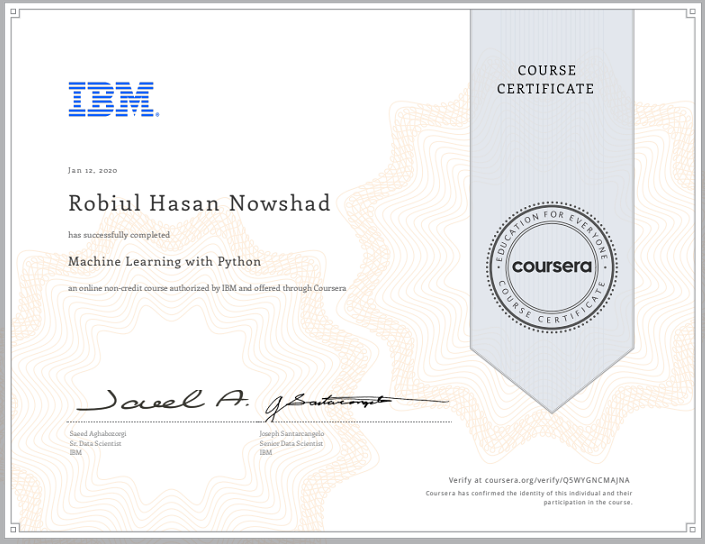 COURSE
CERTIFICATE
IBM®
Jan 12, 2020
Robiul Hasan Nowshad
has successfully completed
Machine Learning with Python
an online non-credit course authorized by IBM and offered through Coursera
EDUCATION FOR EVERYONE
coursera
COURSE CERTIFICATE
Saeed Aghabozorgi
Sr. Data Scientist
IBM
Joseph Santarcangelo
Senior Data Scientist
IBM
Verify at coursera.org/verify/Q5WYGNCMAJNA
Coursera has confirmed the identity of this individual and their
participation in the course.